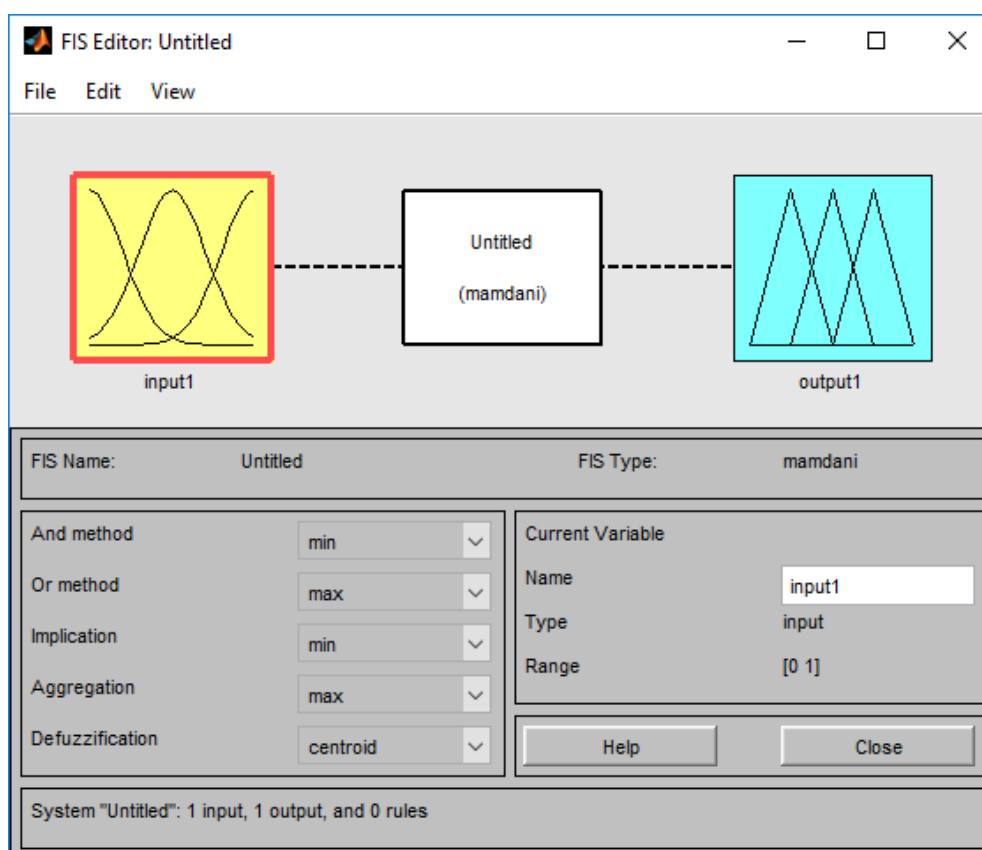 FIS Editor: Untitled
File Edit View
Untitled
(mamdani)
input1
output1
FIS Name: Untitled FIS Type: mamdani
And method min
Or method max
Implication min
Aggregation max
Defuzzification centroid
Current Variable
Name input1
Type input
Range [0 1]
Help Close
System "Untitled": 1 input, 1 output, and 0 rules